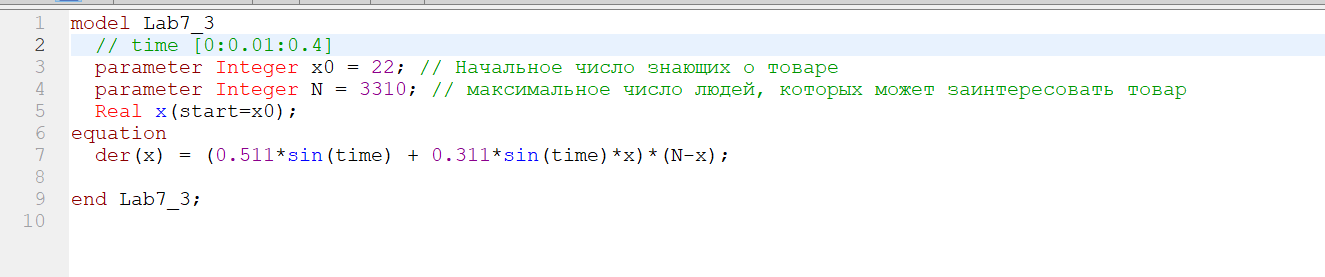 1 model Lab7_3
2 // time [0:0.01:0.4]
3 parameter Integer x0 = 22; // Начальное число знающих о товаре
4 parameter Integer N = 3310; // максимальное число людей, которых может заинтересовать товар
5 Real x(start=x0);
6 equation
7 der(x) = (0.511*sin(time) + 0.311*sin(time)*x)*(N-x);
8
9 end Lab7_3;
10